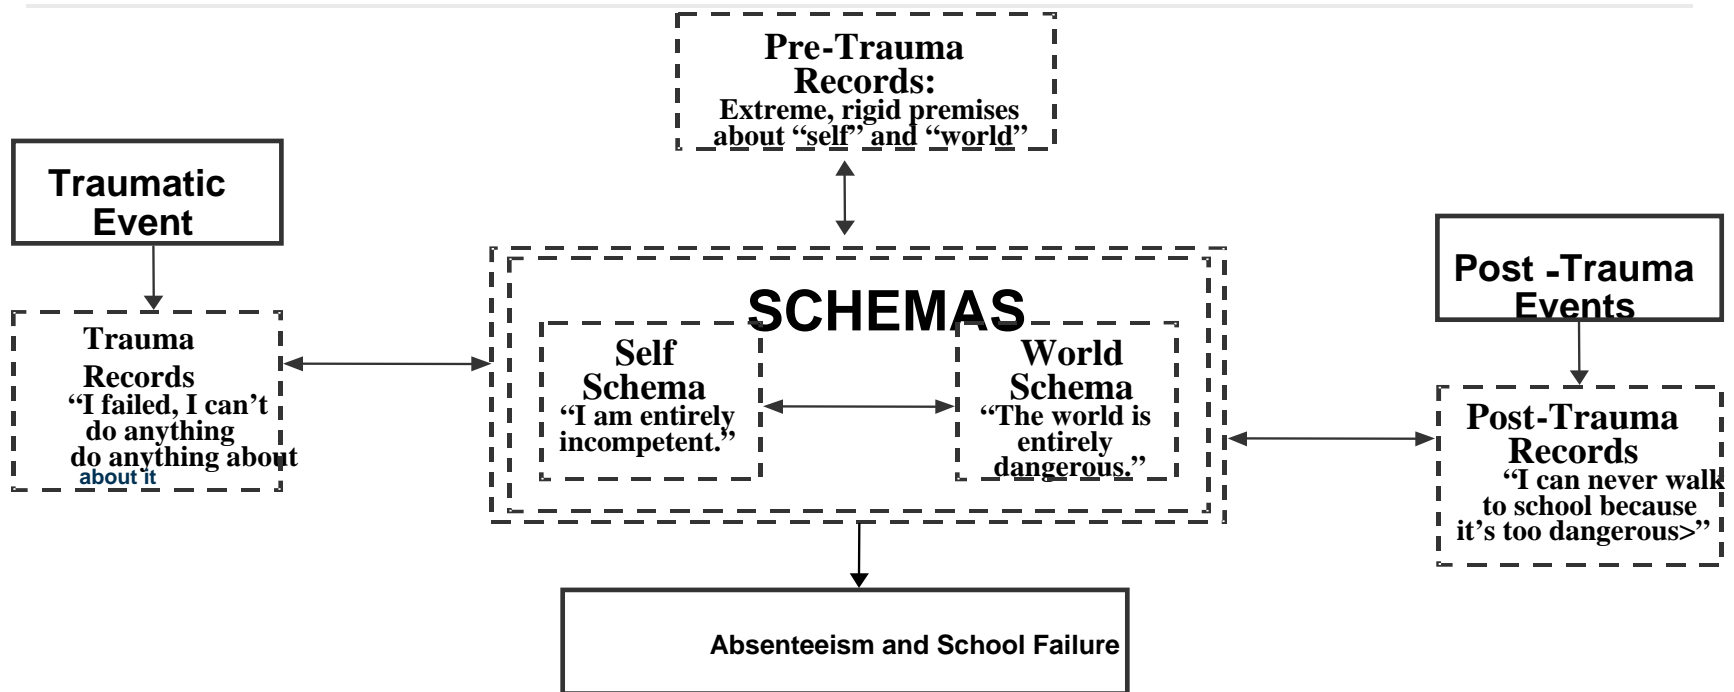 Pre-Trauma
Records:
Extreme, rigid premises
about “self” and “world”
Traumatic
Event
Trauma
Records
“I failed, I can’t
do anything
do anything about
about it
SCHEMAS
Self
Schema
“I am entirely
incompetent.”
World
Schema
“The world is
entirely
dangerous.”
Post -Trauma
Events
Post-Trauma
Records
“I can never walk
to school because
it’s too dangerous>”
Absenteeism and School Failure